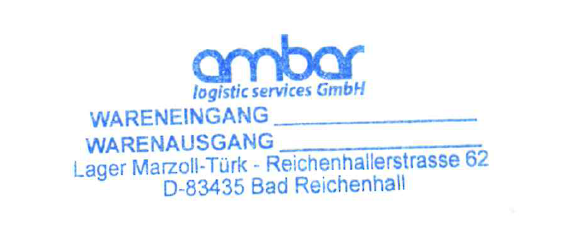 ambar
logistic services GmbH
WARENEINGANG
WARENAUSGANG
Lager Marzoll-Türk - Reichenhallerstrasse 62
D-83435 Bad Reichenhall